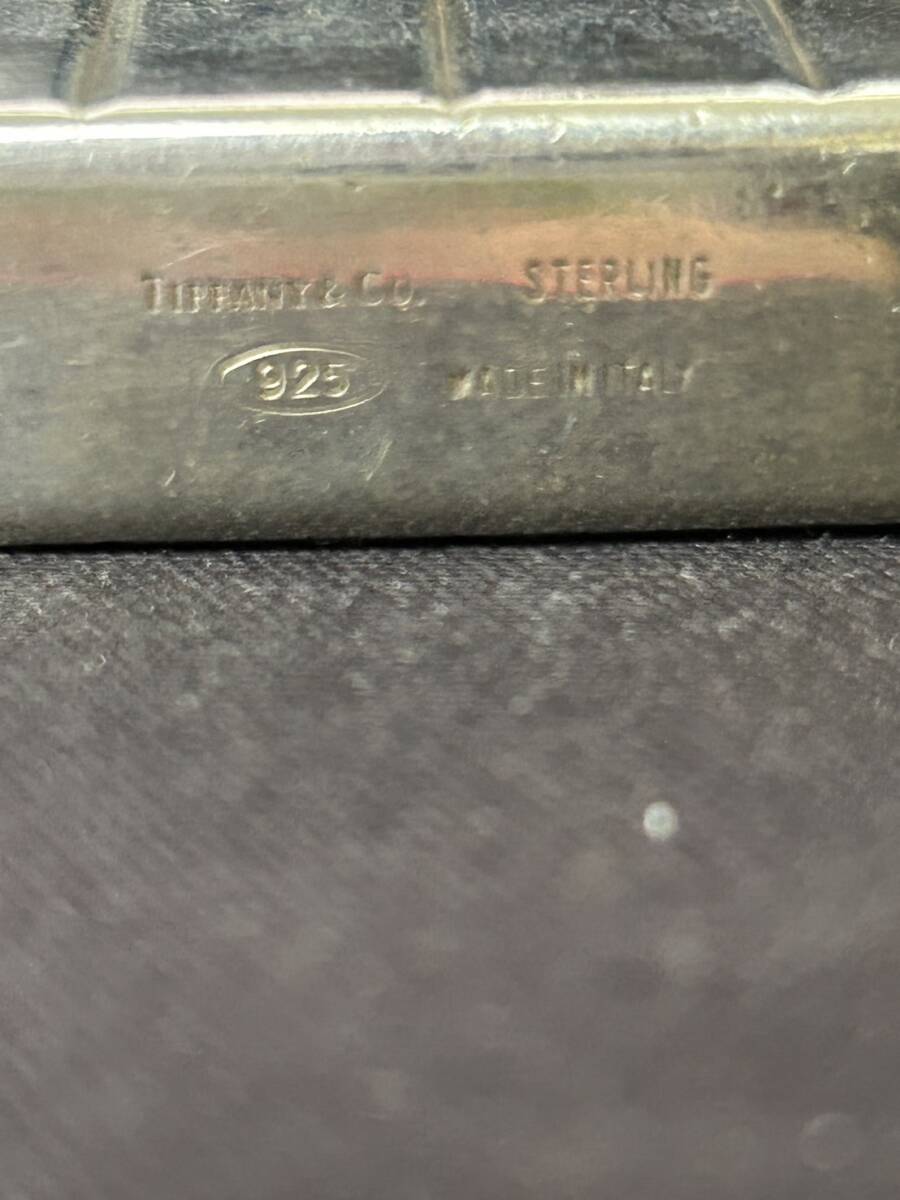 TIFFANY & CO. STERLING
925 MADE IN ITALY